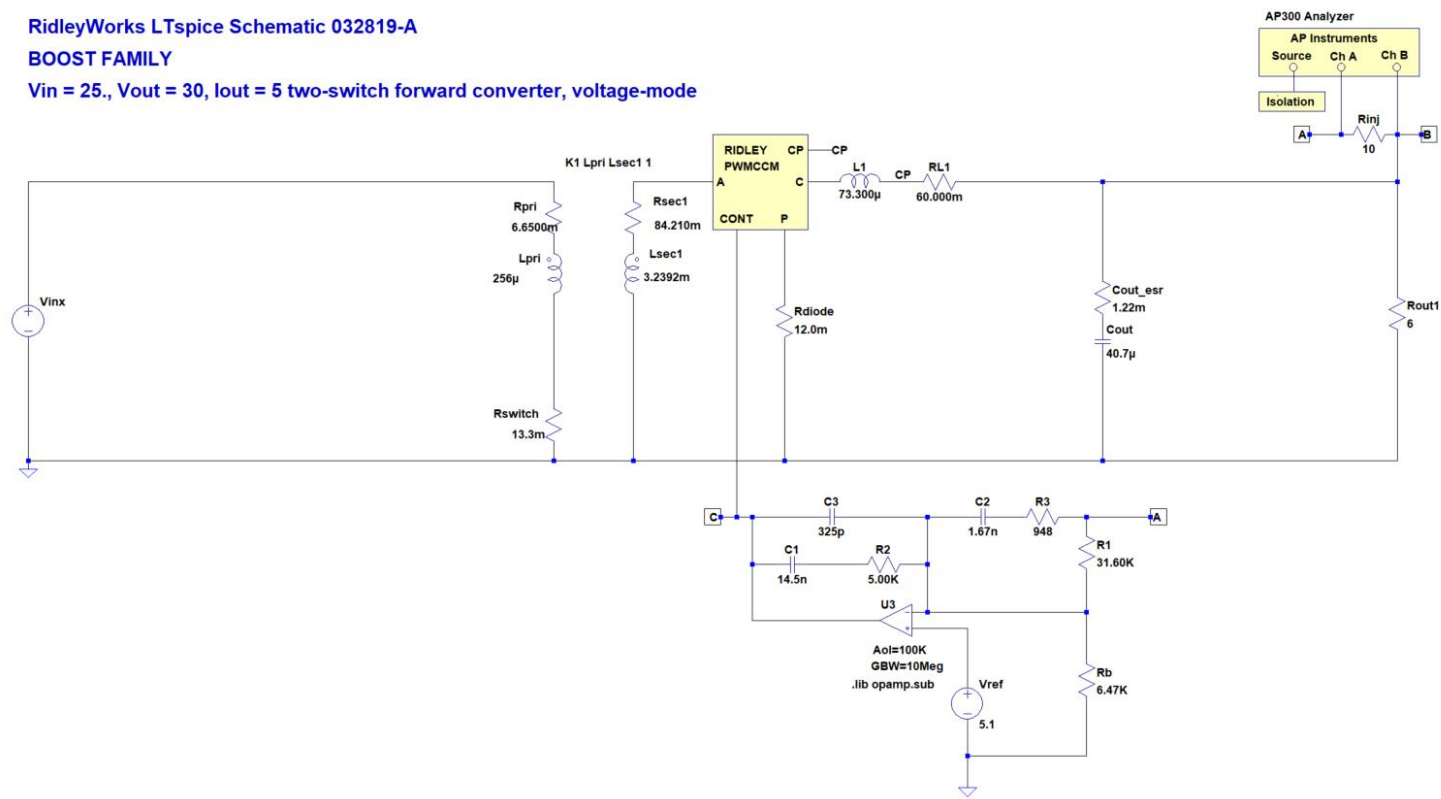 RidleyWorks LTspice Schematic 032819-A
BOOST FAMILY
Vin = 25., Vout = 30, Iout = 5 two-switch forward converter, voltage-mode
AP300 Analyzer
AP Instruments
Source Ch A Ch B
Isolation
A Rinj B
10
K1 Lpri Lsec1 1
RIDLEY CP CP
PWMCCM
A C
CONT P
L1
73.300µ
CP
RL1
60.000m
Rpri
6.6500m
Rsec1
84.210m
Lpri
256µ
Lsec1
3.2392m
Vinx
Rdiode
12.0m
Cout_esr
1.22m
Cout
40.7µ
Rout1
6
Rswitch
13.3m
C
C3
325p
C2
1.67n
R3
948
A
C1
14.5n
R2
5.00K
R1
31.60K
U3
Aol=100K
GBW=10Meg
.lib opamp.sub
Vref
5.1
Rb
6.47K